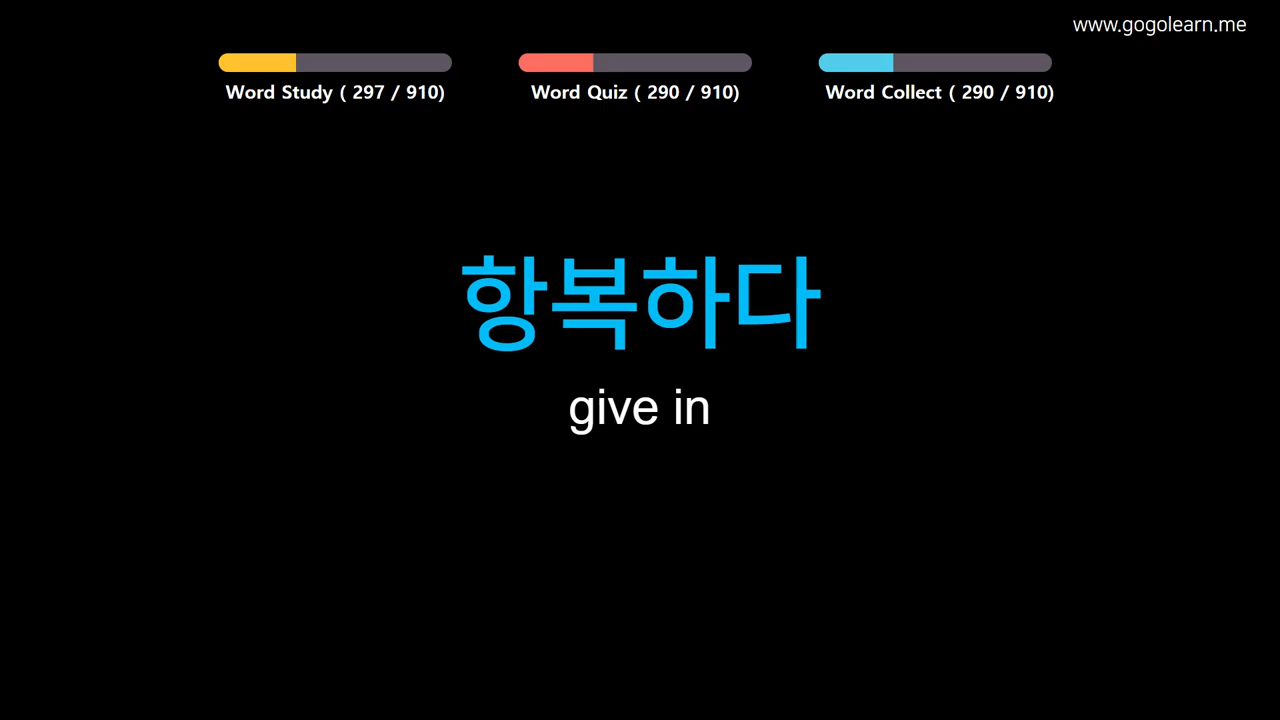 www.gogolearn.me
Word Study ( 297 / 910)
Word Quiz ( 290 / 910)
Word Collect ( 290 / 910)
항복하다
give in